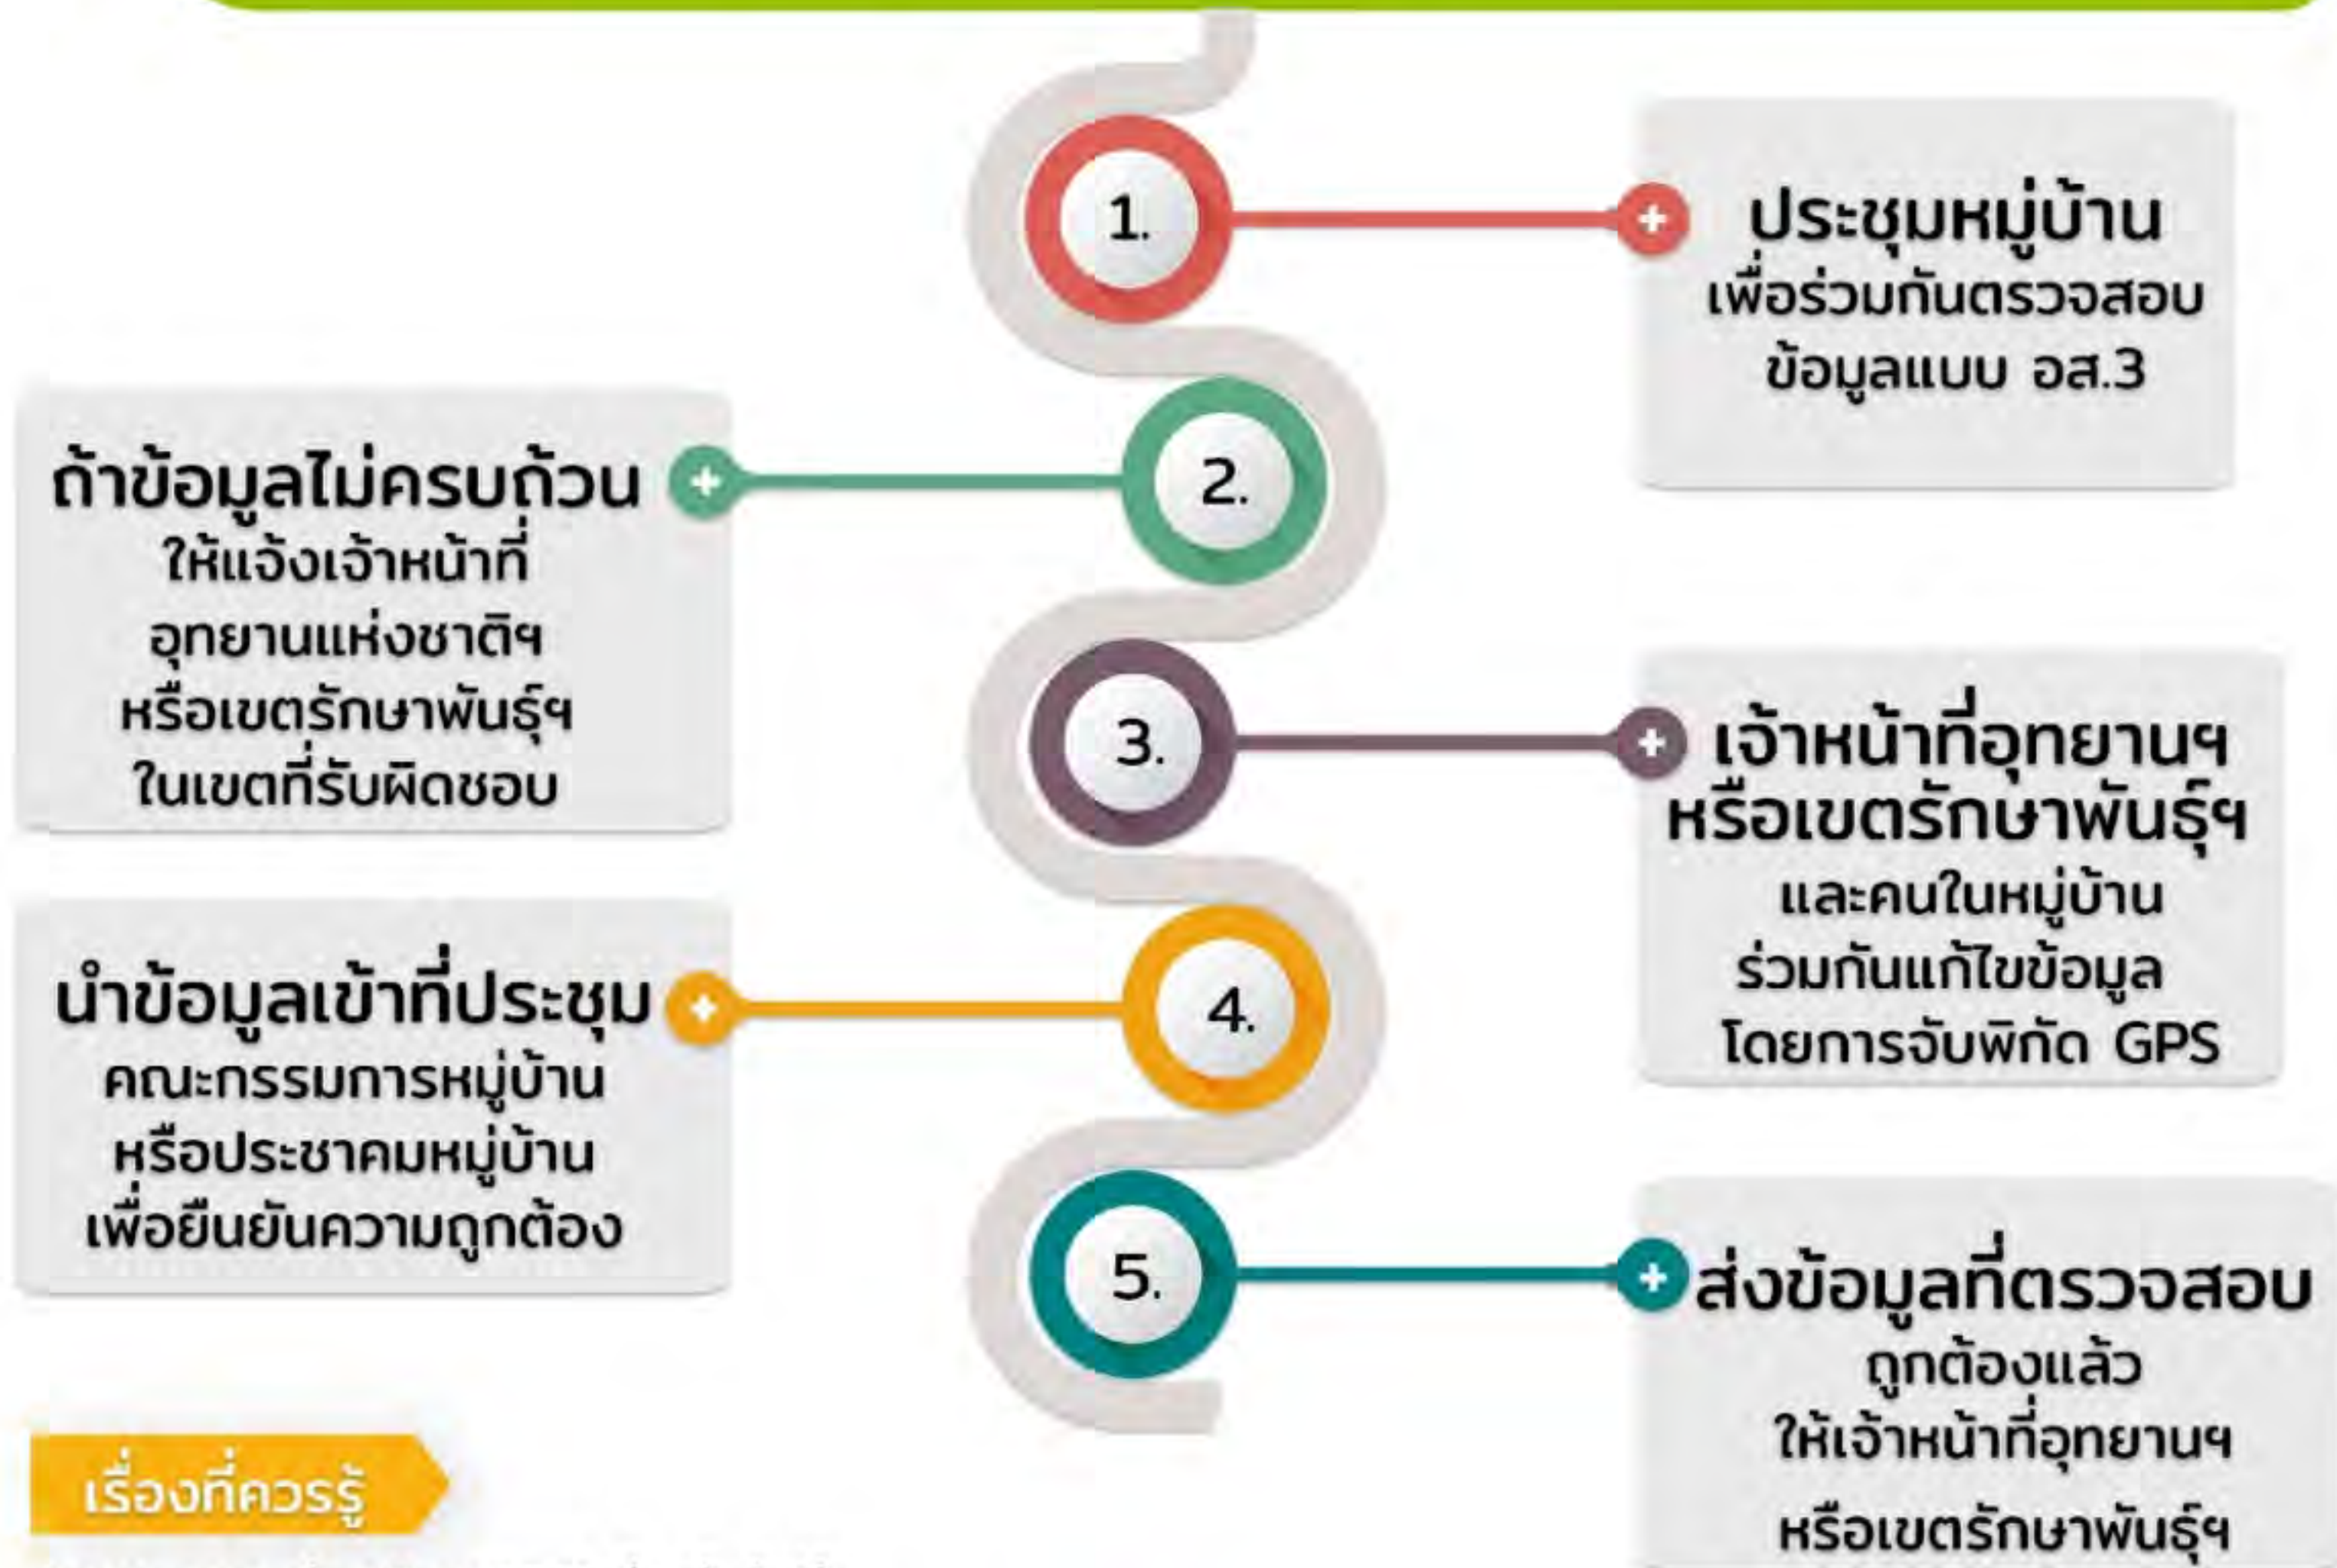 1.
ประชุมหมู่บ้าน
เพื่อร่วมกันตรวจสอบ
ข้อมูลแบบ อส.3
2.
ถ้าข้อมูลไม่ครบถ้วน
ให้แจ้งเจ้าหน้าที่
อุทยานแห่งชาติฯ
หรือเขตรักษาพันธุ์ฯ
ในเขตที่รับผิดชอบ
3.
เจ้าหน้าที่อุทยานฯ
หรือเขตรักษาพันธุ์ฯ
และคนในหมู่บ้าน
ร่วมกันแก้ไขข้อมูล
โดยการจับพิกัด GPS
4.
นำข้อมูลเข้าที่ประชุม
คณะกรรมการหมู่บ้าน
หรือประชาคมหมู่บ้าน
เพื่อยืนยันความถูกต้อง
5.
ส่งข้อมูลที่ตรวจสอบ
ถูกต้องแล้ว
ให้เจ้าหน้าที่อุทยานฯ
หรือเขตรักษาพันธุ์ฯ
เรื่องที่ควรรู้